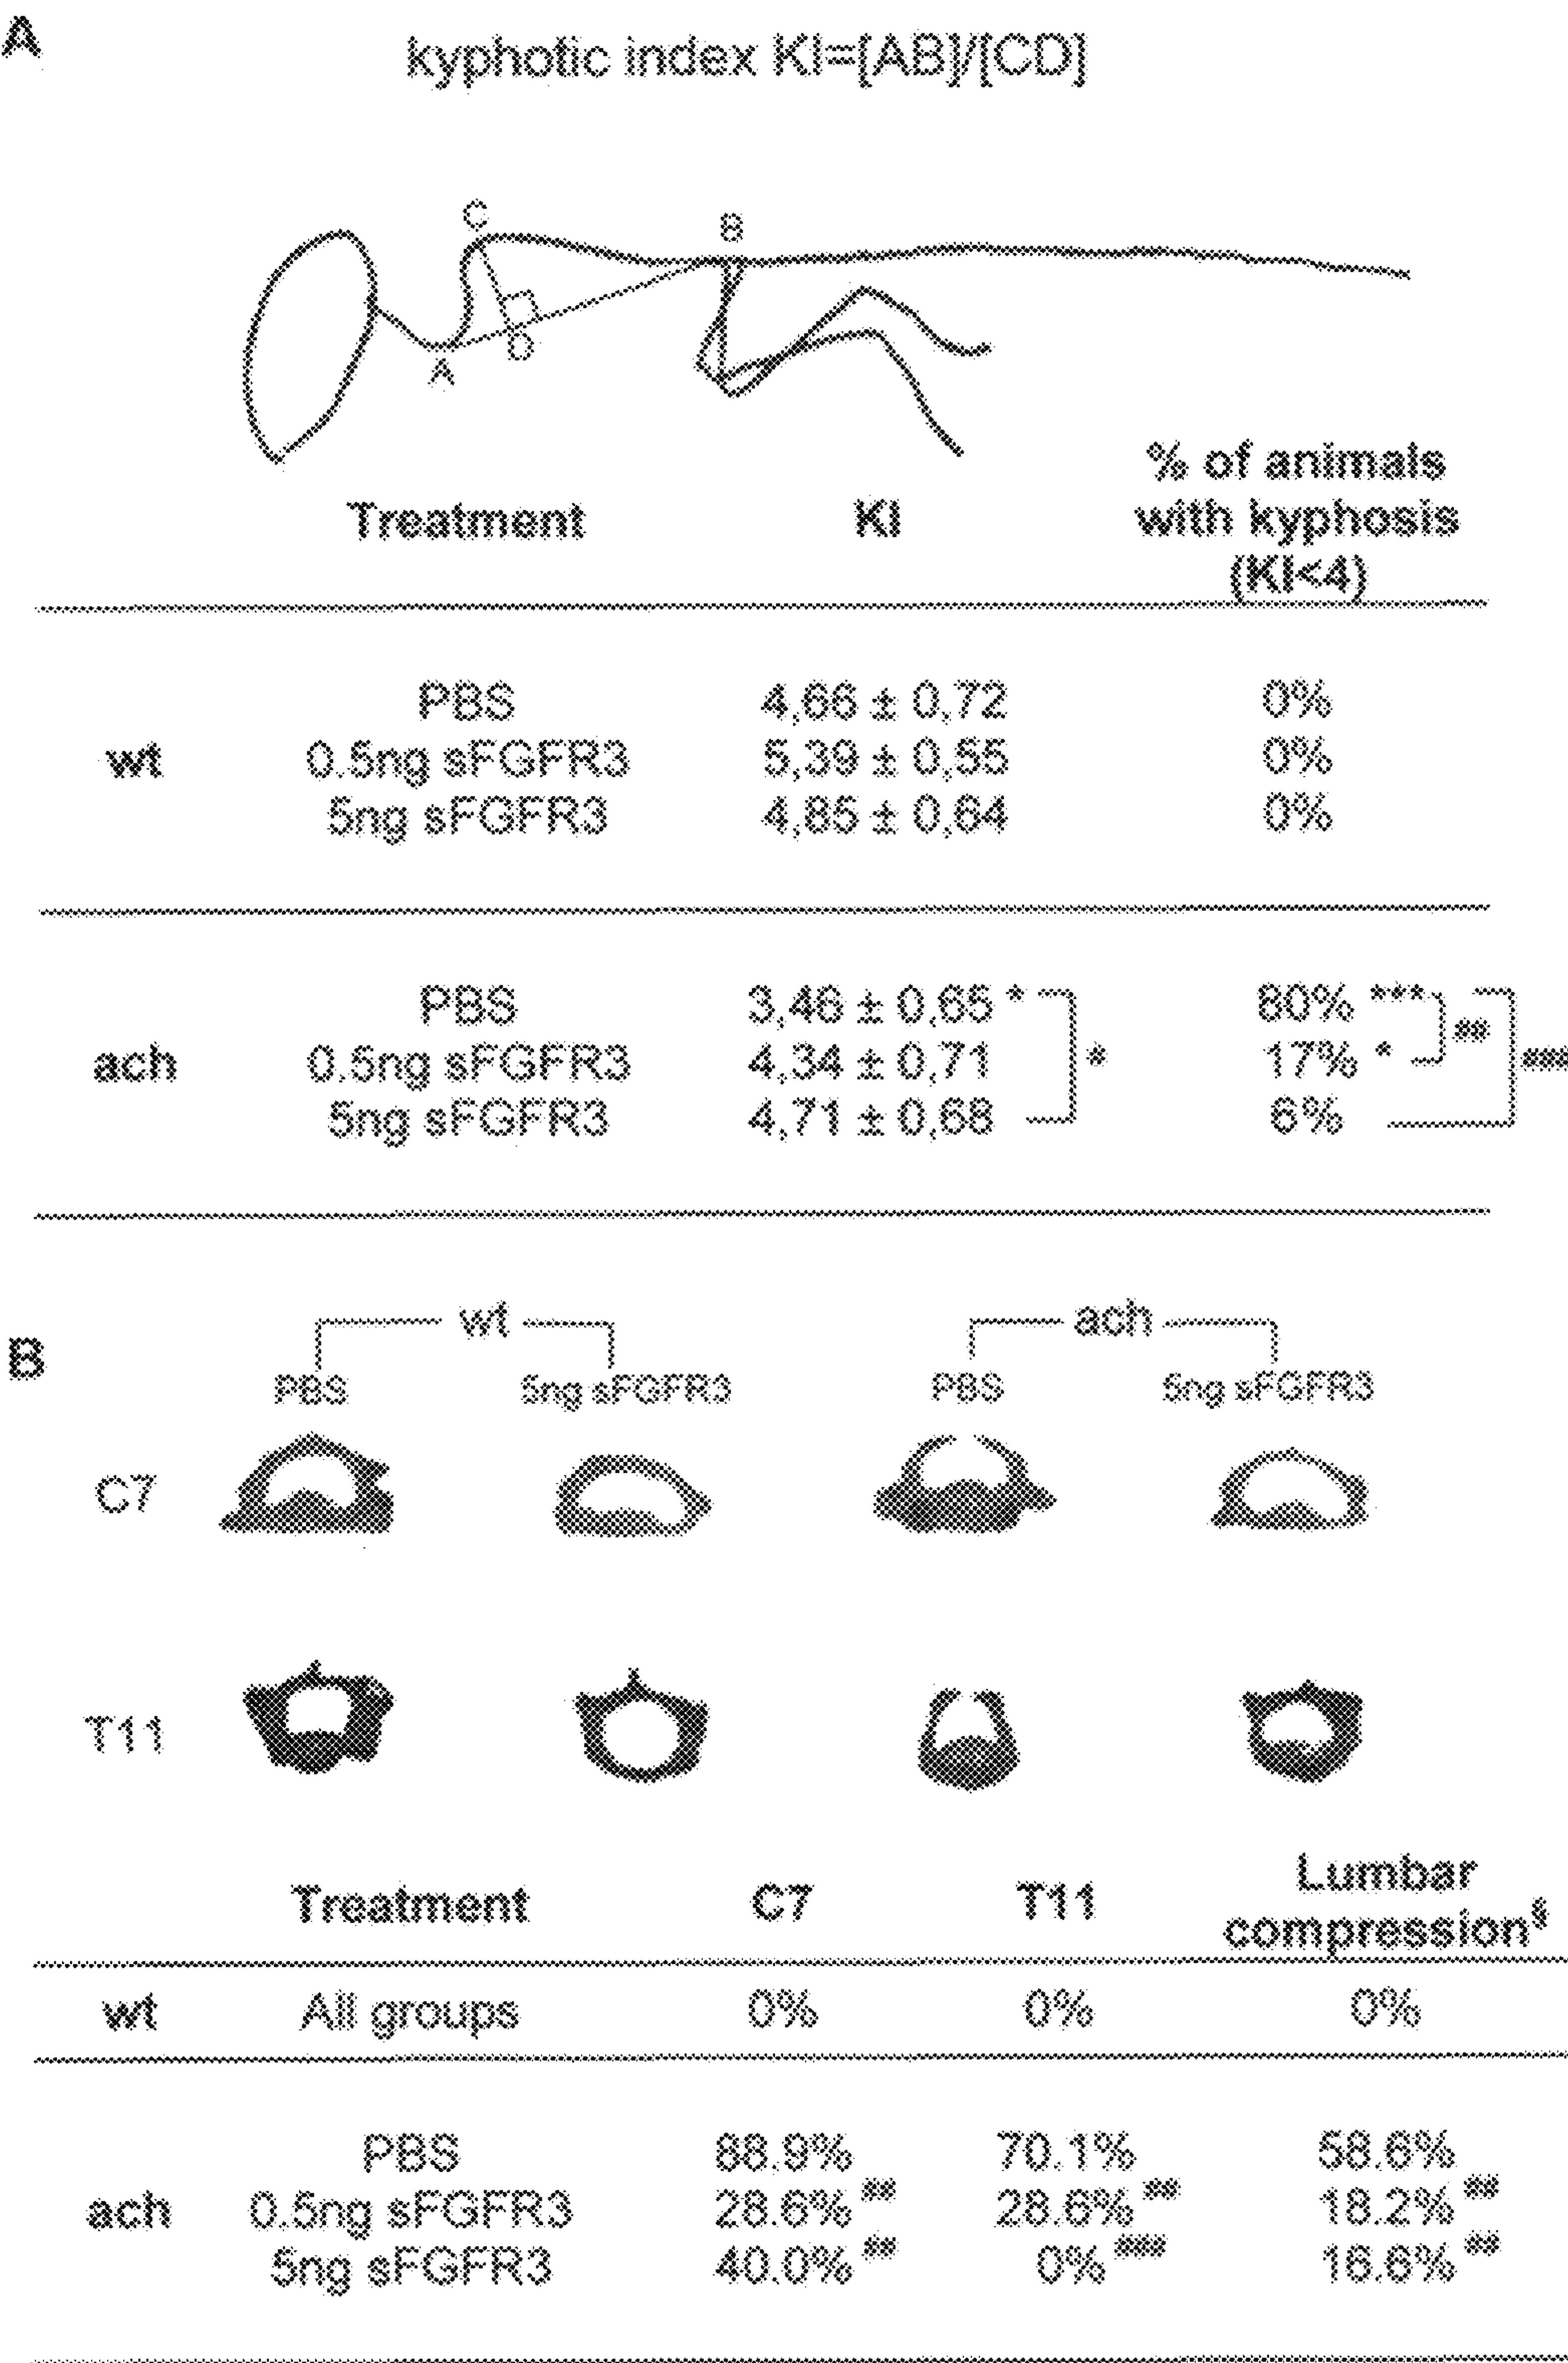 A
kyphotic index KI=[AB]/[CD]
C
B
D
A
% of animals
Treatment KI with kyphosis
(KI<4)
PBS 4,66 ± 0,72 0%
wt 0.5ng sFGFR3 5,39 ± 0,55 0%
5ng sFGFR3 4,85 ± 0,64 0%
PBS 3,46 ± 0,65 * 80% *** ##
ach 0.5ng sFGFR3 4,34 ± 0,71 * 17% * ###
5ng sFGFR3 4,71 ± 0,68 6%
B
wt ach
PBS 5ng sFGFR3 PBS 5ng sFGFR3
C7
T11
Lumbar
Treatment C7 T11 compression§
wt All groups 0% 0% 0%
PBS 88.9% 70.1% 58.6%
ach 0.5ng sFGFR3 28.6% ## 28.6% ## 18.2% ##
5ng sFGFR3 40.0% ## 0% ### 16.6% ##